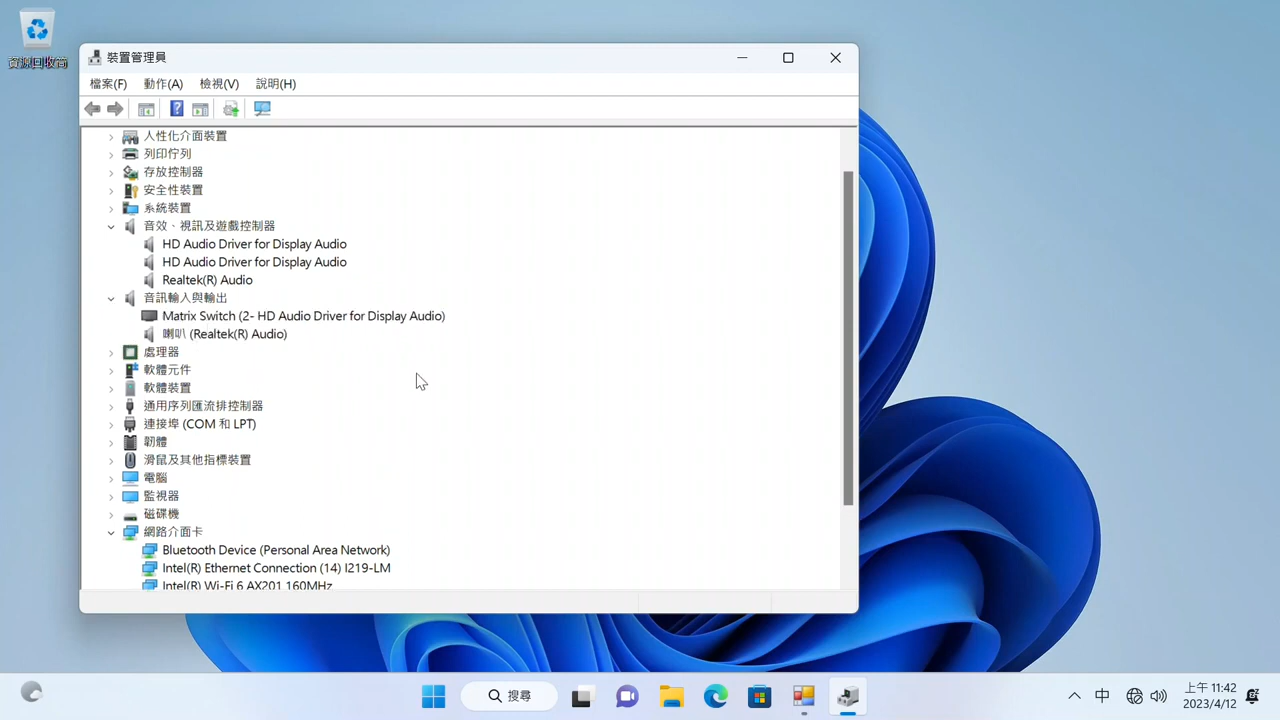 資源回收筒
裝置管理員
檔案(F) 動作(A) 檢視(V) 說明(H)
人性化介面裝置
列印佇列
存放控制器
安全性裝置
系統裝置
音效、視訊及遊戲控制器
HD Audio Driver for Display Audio
HD Audio Driver for Display Audio
Realtek(R) Audio
音訊輸入與輸出
Matrix Switch (2- HD Audio Driver for Display Audio)
喇叭 (Realtek(R) Audio)
處理器
軟體元件
軟體裝置
通用序列匯流排控制器
連接埠 (COM 和 LPT)
韌體
滑鼠及其他指標裝置
電腦
監視器
磁碟機
網路介面卡
Bluetooth Device (Personal Area Network)
Intel(R) Ethernet Connection (14) I219-LM
Intel(R) Wi-Fi 6 AX201 160MHz
搜尋
中
上午 11:42
2023/4/12